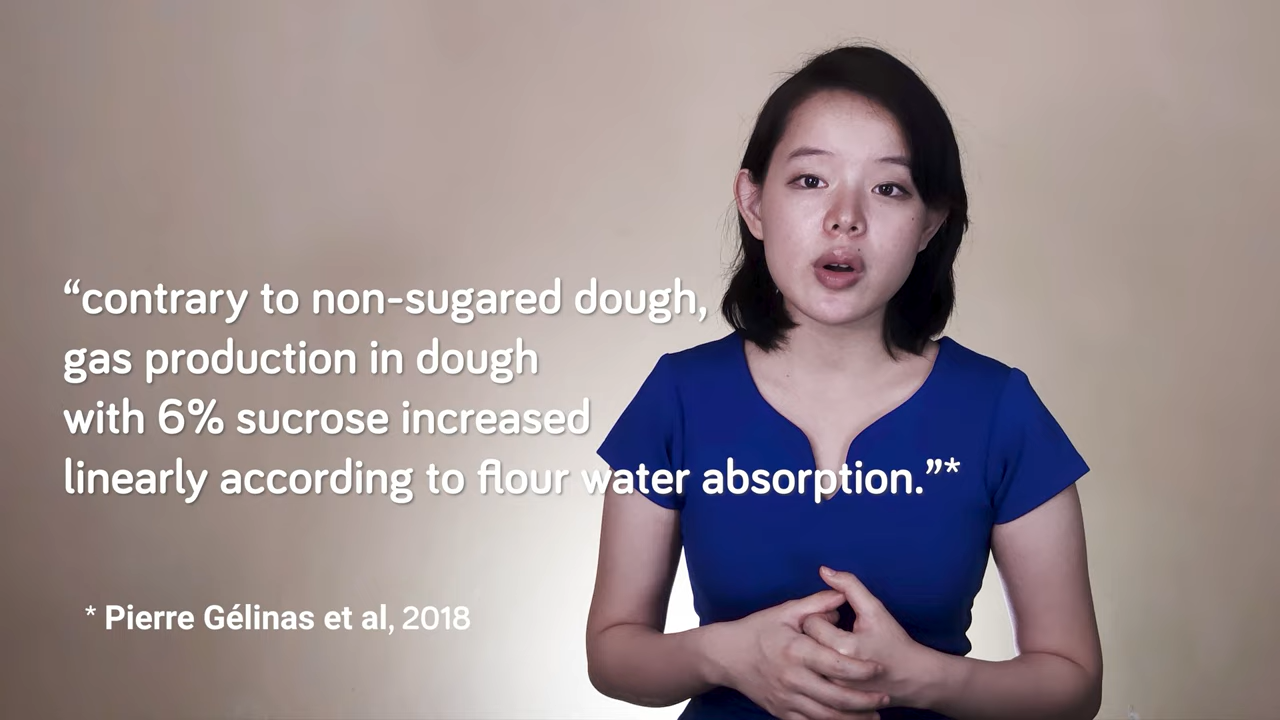 “contrary to non-sugared dough,
gas production in dough
with 6% sucrose increased
linearly according to flour water absorption.”*
* Pierre Gélinas et al, 2018